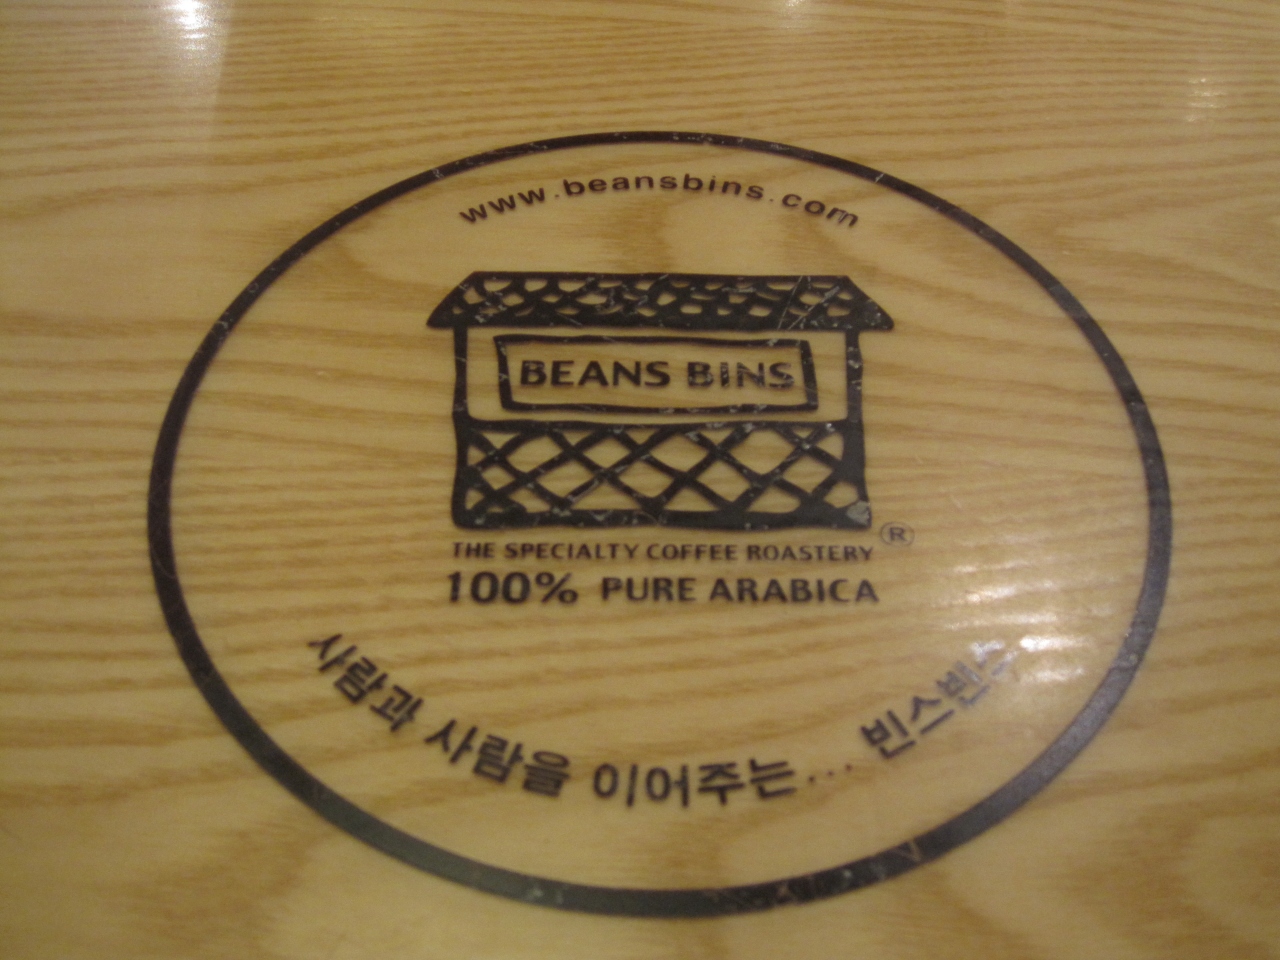 www.beansbins.com
BEANS BINS
®
THE SPECIALTY COFFEE ROASTERY
100% PURE ARABICA
사람과 사람을 이어주는... 빈스빈스